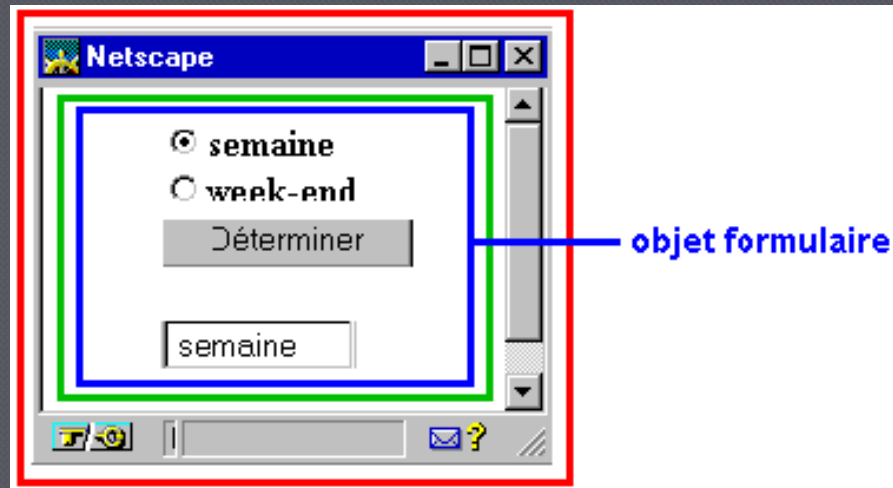 Netscape
semaine
week-end
Déterminer
objet formulaire
semaine